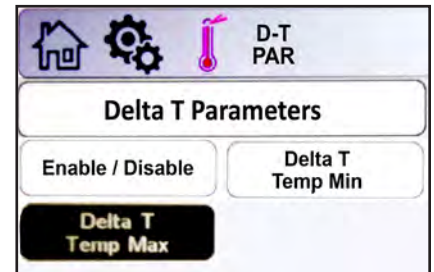 D-T
PAR
Delta T Parameters
Enable / Disable
Delta T
Temp Min
Delta T
Temp Max